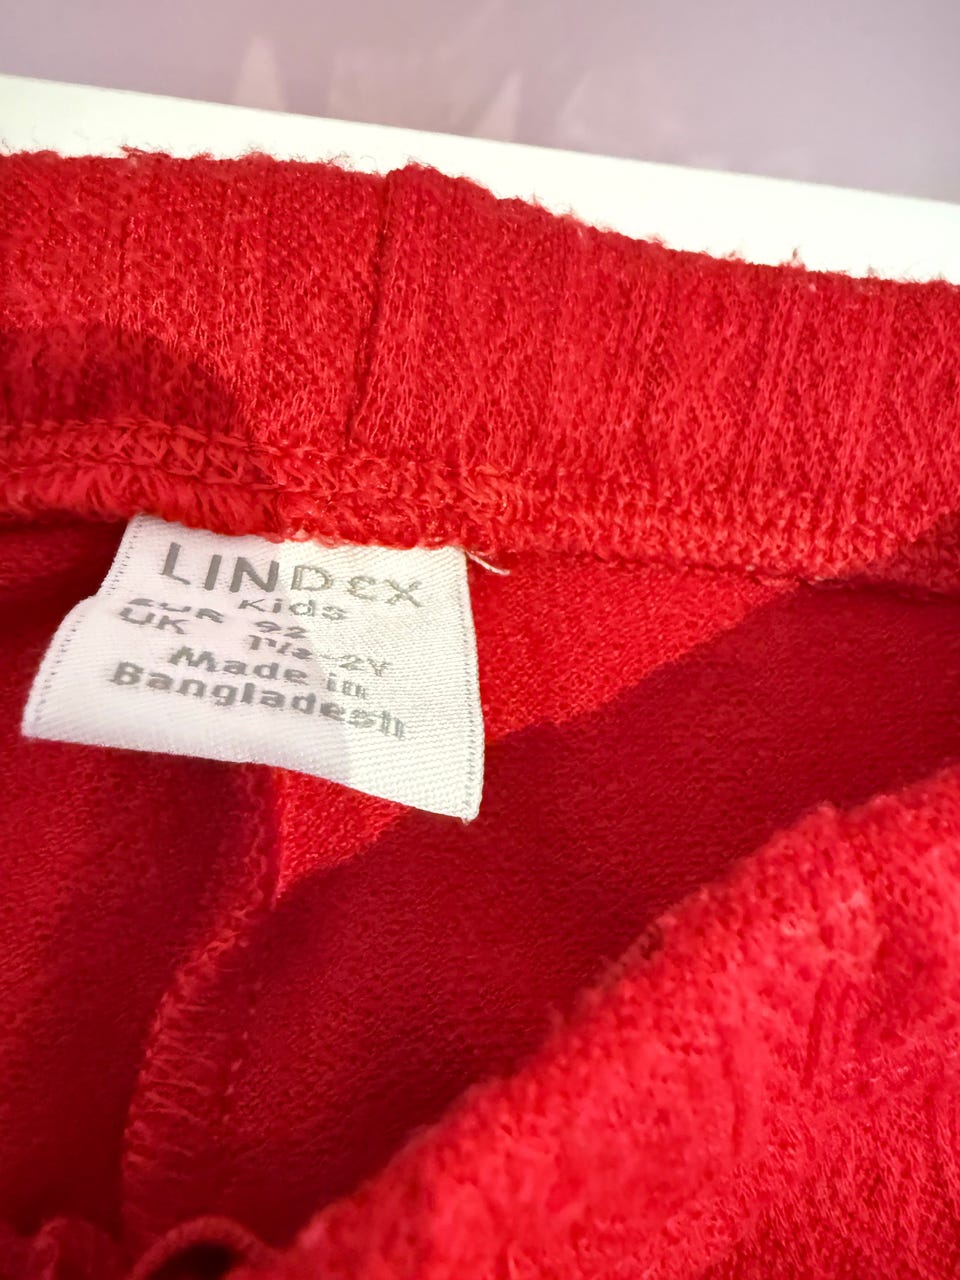 LINDEX
Kids
EUR 92
UK 1½-2Y
Made in
Bangladesh